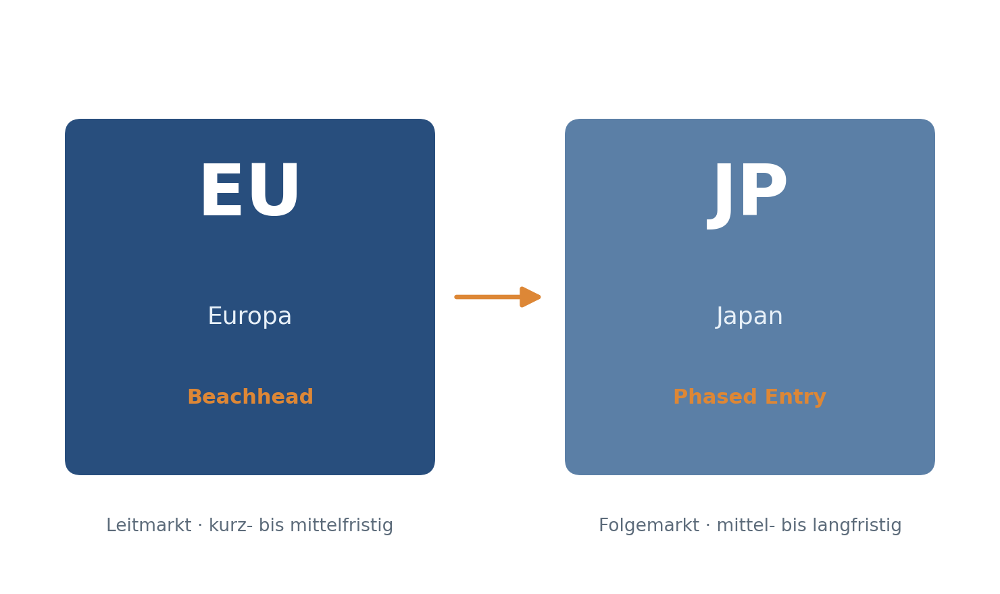 EU
Europa
Beachhead
Leitmarkt · kurz- bis mittelfristig
JP
Japan
Phased Entry
Folgemarkt · mittel- bis langfristig